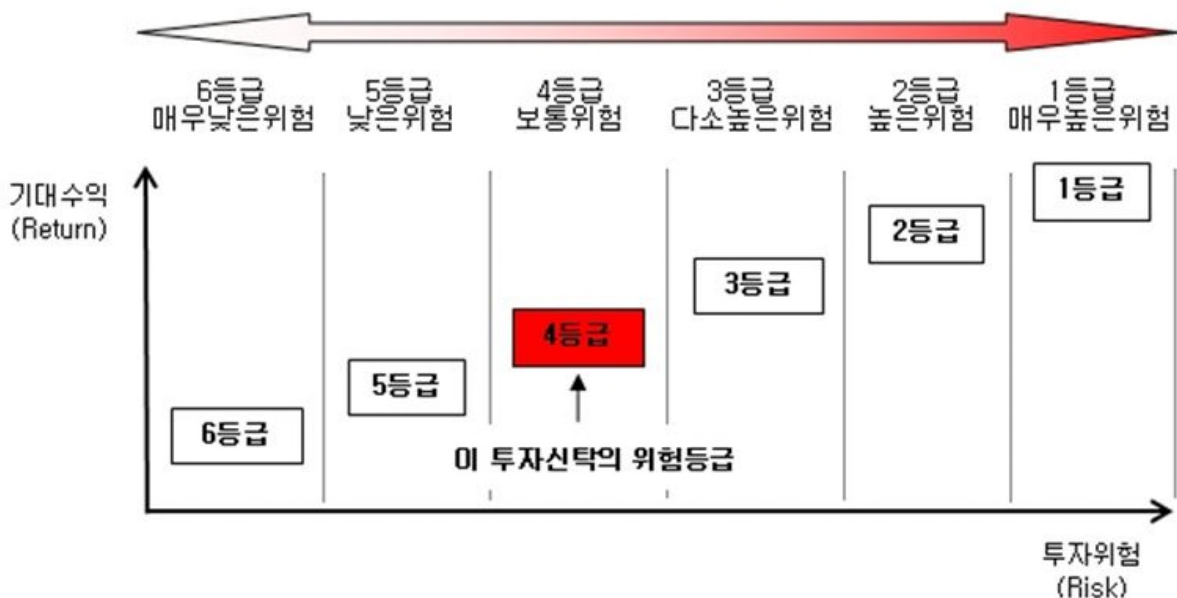 6등급
매우낮은위험
5등급
낮은위험
4등급
보통위험
3등급
다소높은위험
2등급
높은위험
1등급
매우높은위험
기대수익
(Return)
1등급
2등급
3등급
4등급
5등급
6등급
이 투자신탁의 위험등급
투자위험
(Risk)